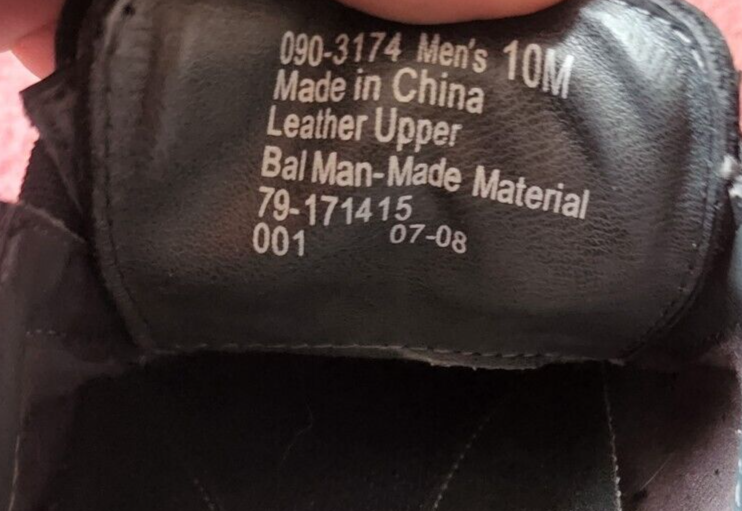 090-3174 Men's 10M
Made in China
Leather Upper
Bal Man-Made Material
79-171415
001 07-08